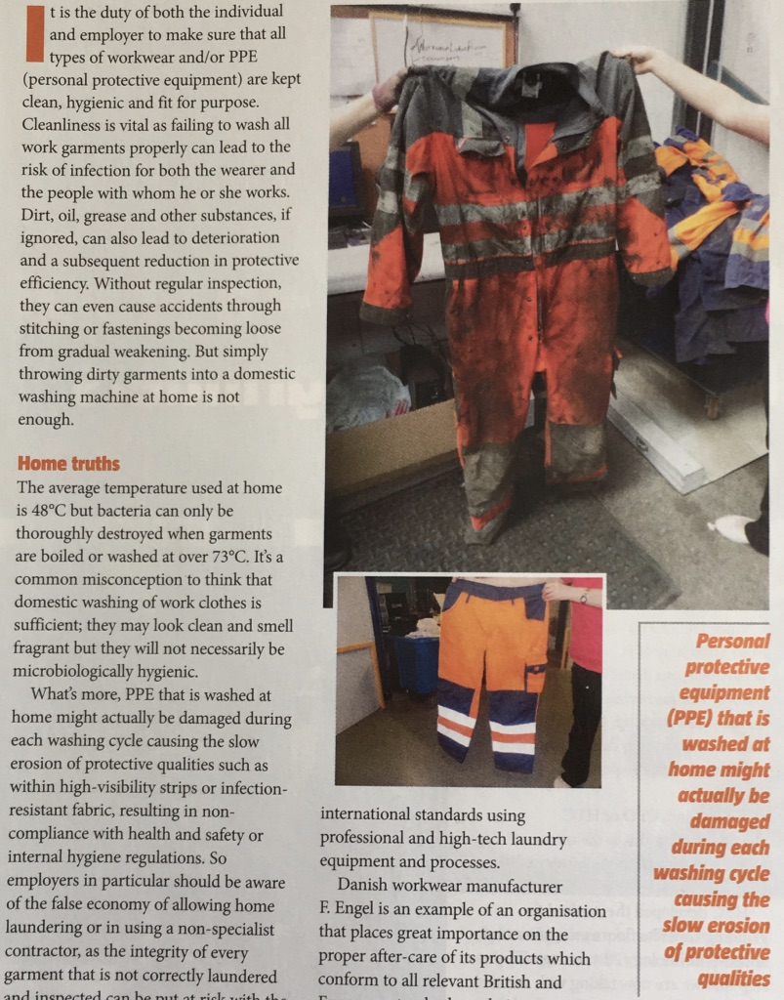 It is the duty of both the individual
and employer to make sure that all
types of workwear and/or PPE
(personal protective equipment) are kept
clean, hygienic and fit for purpose.
Cleanliness is vital as failing to wash all
work garments properly can lead to the
risk of infection for both the wearer and
the people with whom he or she works.
Dirt, oil, grease and other substances, if
ignored, can also lead to deterioration
and a subsequent reduction in protective
efficiency. Without regular inspection,
they can even cause accidents through
stitching or fastenings becoming loose
from gradual weakening. But simply
throwing dirty garments into a domestic
washing machine at home is not
enough.
Home truths
The average temperature used at home
is 48°C but bacteria can only be
thoroughly destroyed when garments
are boiled or washed at over 73°C. It's a
common misconception to think that
domestic washing of work clothes is
sufficient; they may look clean and smell
fragrant but they will not necessarily be
microbiologically hygienic.
What's more, PPE that is washed at
home might actually be damaged during
each washing cycle causing the slow
erosion of protective qualities such as
within high-visibility strips or infection-
resistant fabric, resulting in non-
compliance with health and safety or
internal hygiene regulations. So
employers in particular should be aware
of the false economy of allowing home
laundering or in using a non-specialist
contractor, as the integrity of every
garment that is not correctly laundered
and inspected can be put at risk with the
international standards using
professional and high-tech laundry
equipment and processes.
Danish workwear manufacturer
F. Engel is an example of an organisation
that places great importance on the
proper after-care of its products which
conform to all relevant British and
Personal
protective
equipment
(PPE) that is
washed at
home might
actually be
damaged
during each
washing cycle
causing the
slow erosion
of protective
qualities